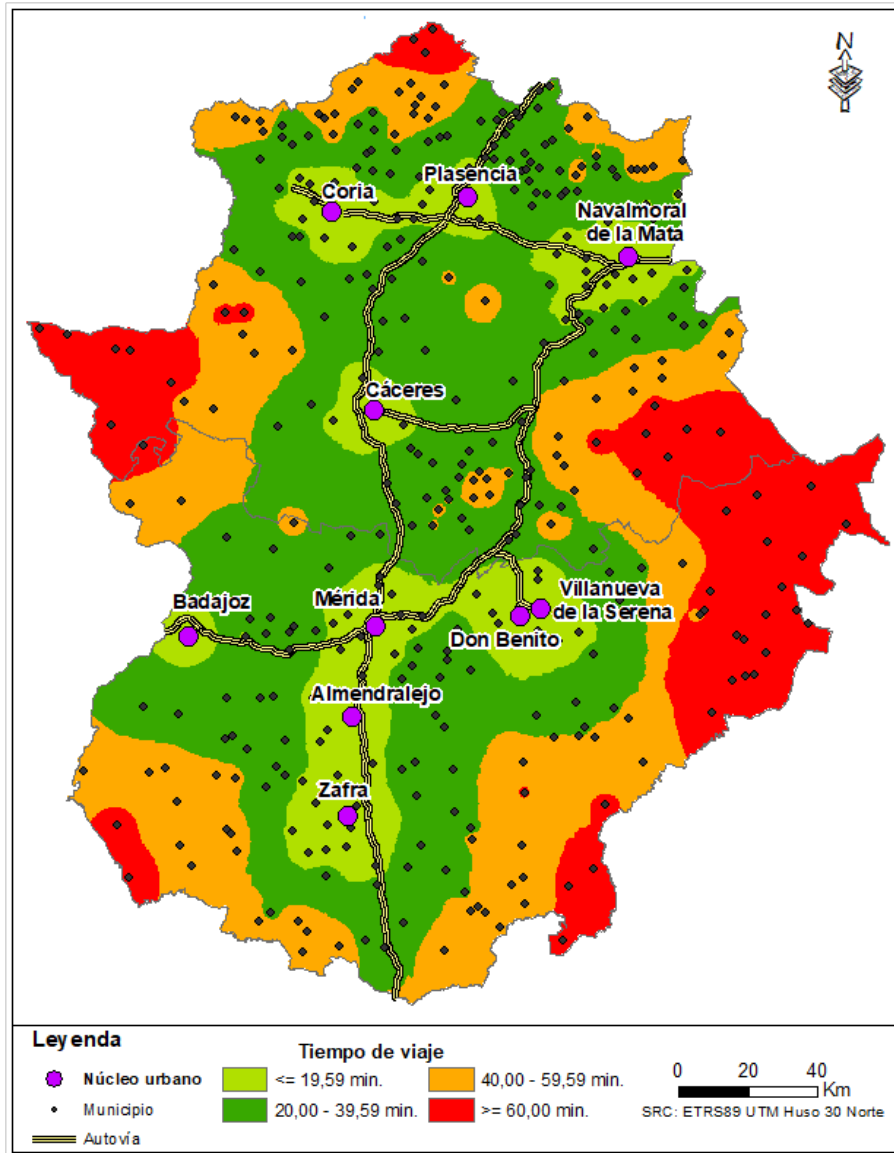 N
Plasencia
Coria
Navalmoral
de la Mata
Cáceres
Badajoz
Mérida
Villanueva
de la Serena
Don Benito
Almendralejo
Zafra
Leyenda
Tiempo de viaje
Núcleo urbano
<= 19,59 min.
40,00 - 59,59 min.
0 20 40
Km
Municipio
20,00 - 39,59 min.
>= 60,00 min.
SRC: ETRS89 UTM Huso 30 Norte
Autovía